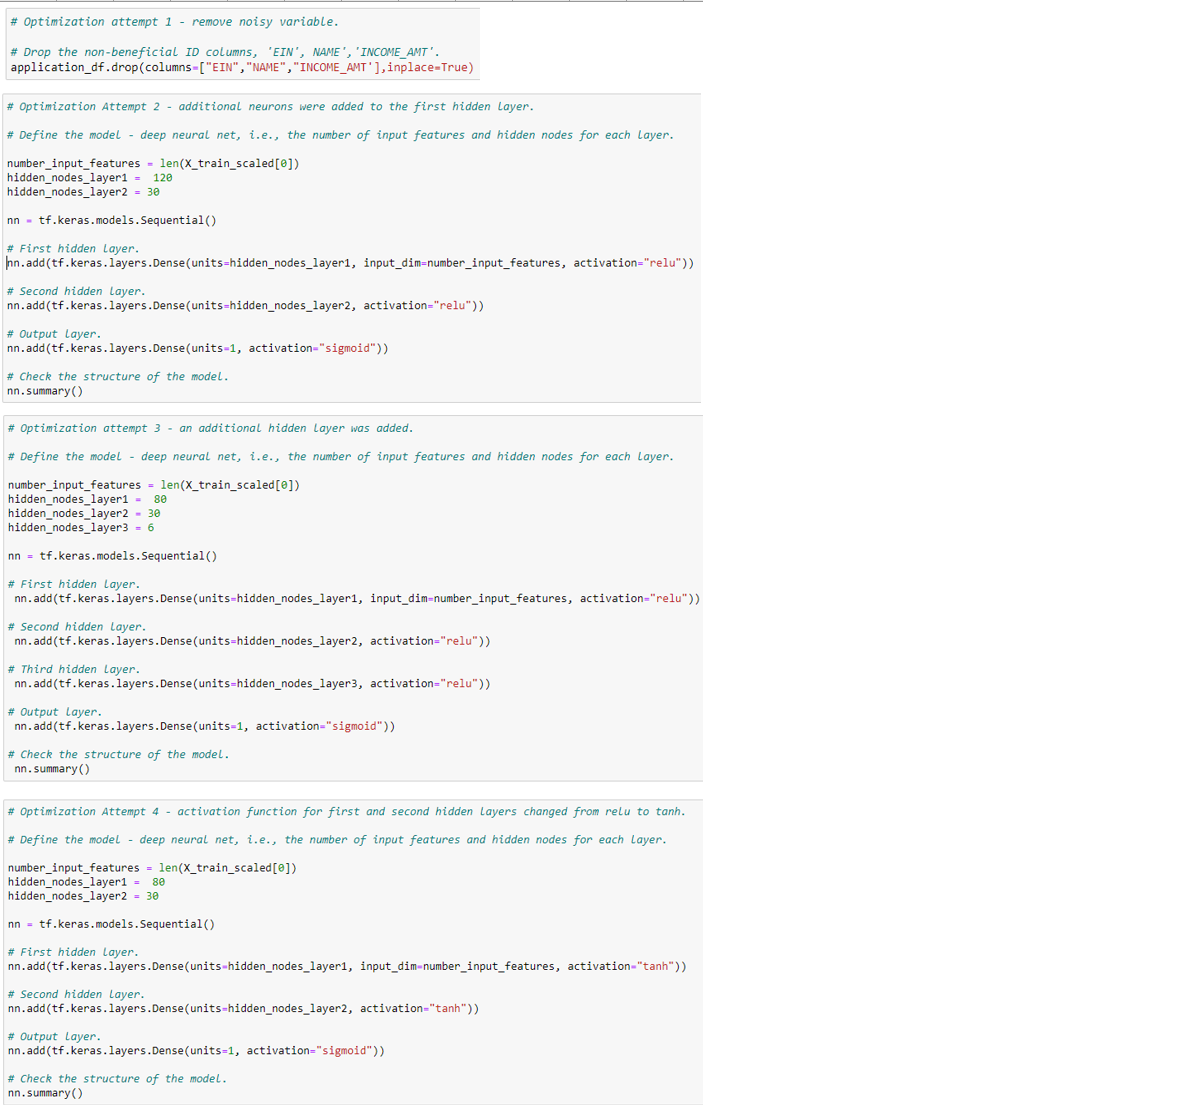 # Optimization attempt 1 - remove noisy variable.
# Drop the non-beneficial ID columns, 'EIN', NAME','INCOME_AMT'.
application_df.drop(columns=["EIN","NAME","INCOME_AMT'],inplace=True)
# Optimization Attempt 2 - additional neurons were added to the first hidden layer.
# Define the model - deep neural net, i.e., the number of input features and hidden nodes for each layer.
number_input_features = len(X_train_scaled[0])
hidden_nodes_layer1 =  120
hidden_nodes_layer2 = 30
nn = tf.keras.models.Sequential()
# First hidden layer.
nn.add(tf.keras.layers.Dense(units=hidden_nodes_layer1, input_dim=number_input_features, activation="relu"))
# Second hidden layer.
nn.add(tf.keras.layers.Dense(units=hidden_nodes_layer2, activation="relu"))
# Output layer.
nn.add(tf.keras.layers.Dense(units=1, activation="sigmoid"))
# Check the structure of the model.
nn.summary()
# Optimization attempt 3 - an additional hidden layer was added.
# Define the model - deep neural net, i.e., the number of input features and hidden nodes for each layer.
number_input_features = len(X_train_scaled[0])
hidden_nodes_layer1 =  80
hidden_nodes_layer2 = 30
hidden_nodes_layer3 = 6
nn = tf.keras.models.Sequential()
# First hidden layer.
 nn.add(tf.keras.layers.Dense(units=hidden_nodes_layer1, input_dim=number_input_features, activation="relu"))
# Second hidden layer.
 nn.add(tf.keras.layers.Dense(units=hidden_nodes_layer2, activation="relu"))
# Third hidden layer.
 nn.add(tf.keras.layers.Dense(units=hidden_nodes_layer3, activation="relu"))
# Output layer.
 nn.add(tf.keras.layers.Dense(units=1, activation="sigmoid"))
# Check the structure of the model.
 nn.summary()
# Optimization Attempt 4 - activation function for first and second hidden layers changed from relu to tanh.
# Define the model - deep neural net, i.e., the number of input features and hidden nodes for each layer.
number_input_features = len(X_train_scaled[0])
hidden_nodes_layer1 =  80
hidden_nodes_layer2 = 30
nn = tf.keras.models.Sequential()
# First hidden layer.
nn.add(tf.keras.layers.Dense(units=hidden_nodes_layer1, input_dim=number_input_features, activation="tanh"))
# Second hidden layer.
nn.add(tf.keras.layers.Dense(units=hidden_nodes_layer2, activation="tanh"))
# Output layer.
nn.add(tf.keras.layers.Dense(units=1, activation="sigmoid"))
# Check the structure of the model.
nn.summary()